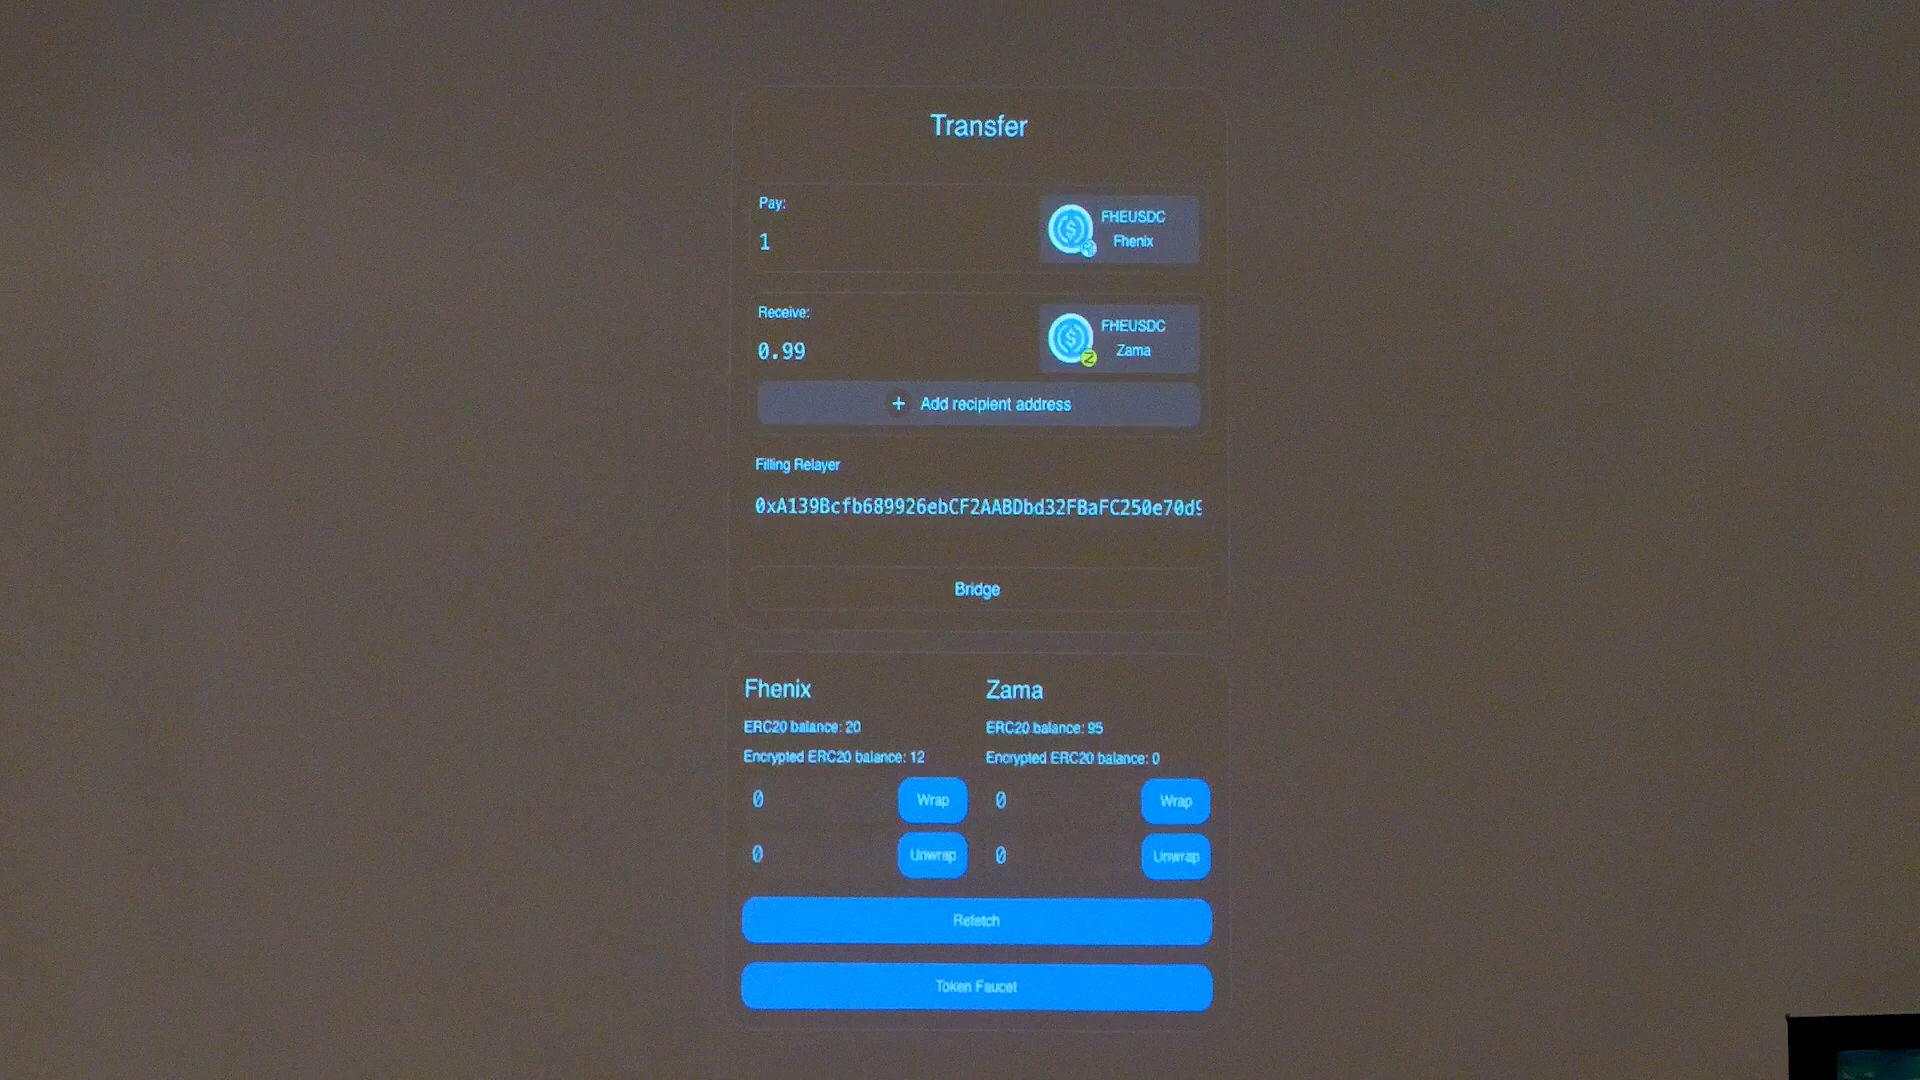 Transfer
Pay:
1
FHEUSDC
Fhenix
Receive:
0.99
FHEUSDC
Zama
+ Add recipient address
Filling Relayer
0xA139Bcfb689926ebCF2AABDbd32FBaFC250e70d9
Bridge
Fhenix
ERC20 balance: 20
Encrypted ERC20 balance: 12
0 Wrap
0 Unwrap
Zama
ERC20 balance: 95
Encrypted ERC20 balance: 0
0 Wrap
0 Unwrap
Refetch
Token Faucet